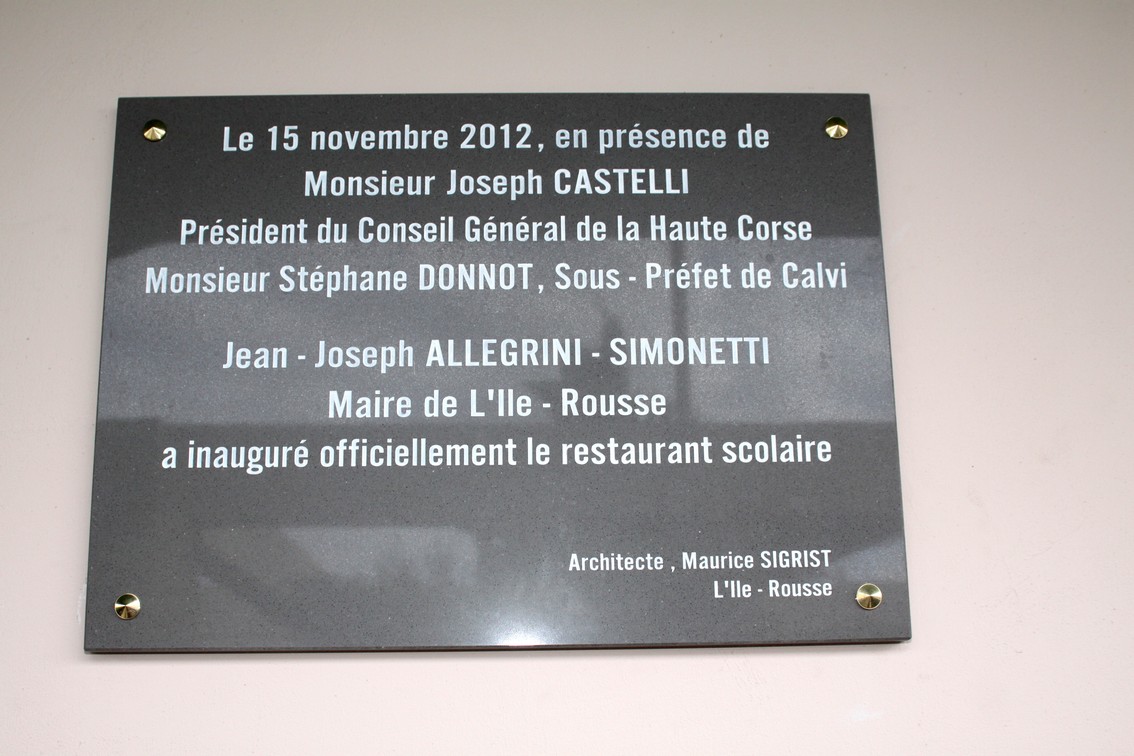 Le 15 novembre 2012, en présence de
Monsieur Joseph CASTELLI
Président du Conseil Général de la Haute Corse
Monsieur Stéphane DONNOT, Sous - Préfet de Calvi
Jean - Joseph ALLEGRINI - SIMONETTI
Maire de L'Ile - Rousse
a inauguré officiellement le restaurant scolaire
Architecte , Maurice SIGRIST
L'Ile - Rousse